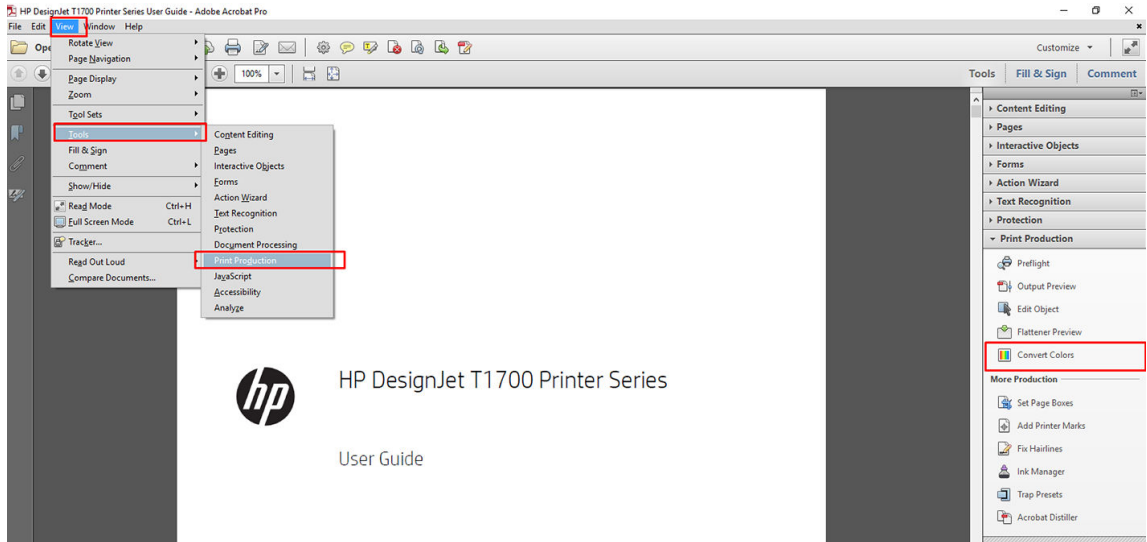 HP DesignJet T1700 Printer Series User Guide - Adobe Acrobat Pro
File Edit View Window Help
Ope
100%
Customize
Tools Fill & Sign Comment
Rotate View
Page Navigation
Page Display
Zoom
Tool Sets
Tools
Fill & Sign
Comment
Show/Hide
Read Mode Ctrl+H
Full Screen Mode Ctrl+L
Tracker...
Read Out Loud
Compare Documents...
Content Editing
Pages
Interactive Objects
Forms
Action Wizard
Text Recognition
Protection
Document Processing
Print Production
JavaScript
Accessibility
Analyze
hp
HP DesignJet T1700 Printer Series
User Guide
Content Editing
Pages
Interactive Objects
Forms
Action Wizard
Text Recognition
Protection
Print Production
Preflight
Output Preview
Edit Object
Flattener Preview
Convert Colors
More Production
Set Page Boxes
Add Printer Marks
Fix Hairlines
Ink Manager
Trap Presets
Acrobat Distiller